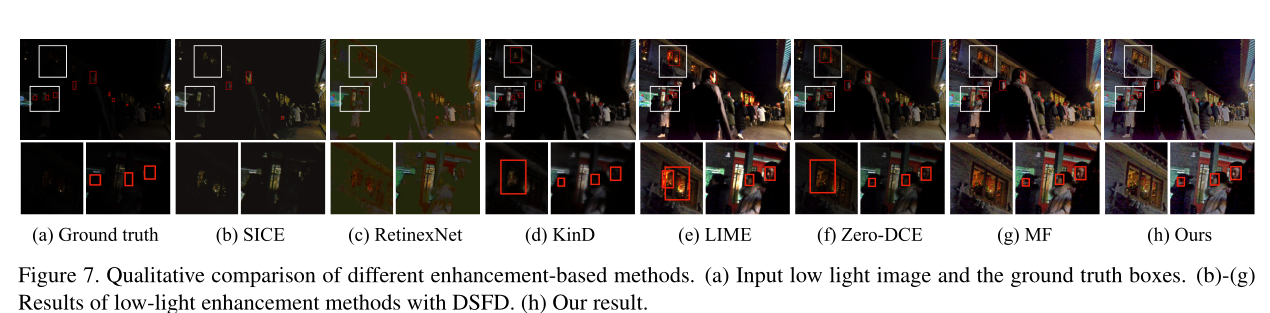 (a) Ground truth (b) SICE (c) RetinexNet (d) KinD (e) LIME (f) Zero-DCE (g) MF (h) Ours
Figure 7. Qualitative comparison of different enhancement-based methods. (a) Input low light image and the ground truth boxes. (b)-(g)
Results of low-light enhancement methods with DSFD. (h) Our result.